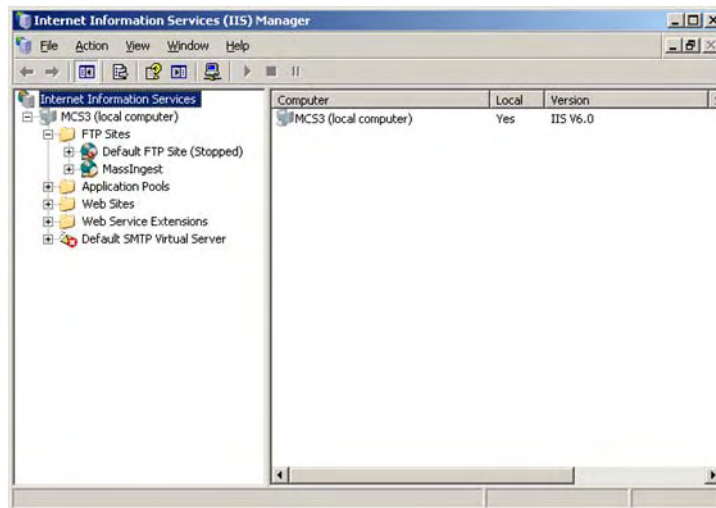 Internet Information Services (IIS) Manager
File Action View Window Help
Internet Information Services
MCS3 (local computer)
FTP Sites
Default FTP Site (Stopped)
MassIngest
Application Pools
Web Sites
Web Service Extensions
Default SMTP Virtual Server
Computer Local Version
MCS3 (local computer) Yes IIS V6.0